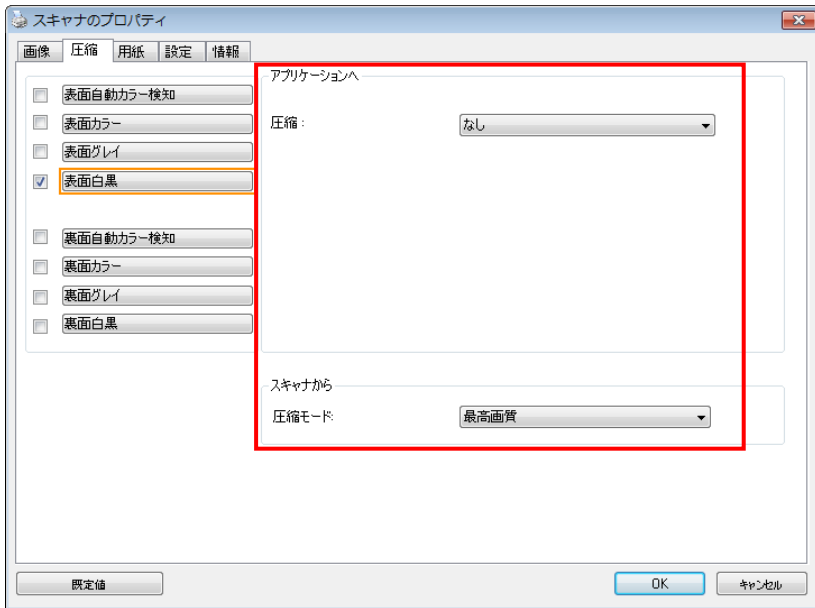 スキャナのプロパティ
画像 圧縮 用紙 設定 情報
表面自動カラー検知
表面カラー
表面グレイ
表面白黒
裏面自動カラー検知
裏面カラー
裏面グレイ
裏面白黒
アプリケーションへ
圧縮 : なし
スキャナから
圧縮モード: 最高画質
既定値 OK キャンセル